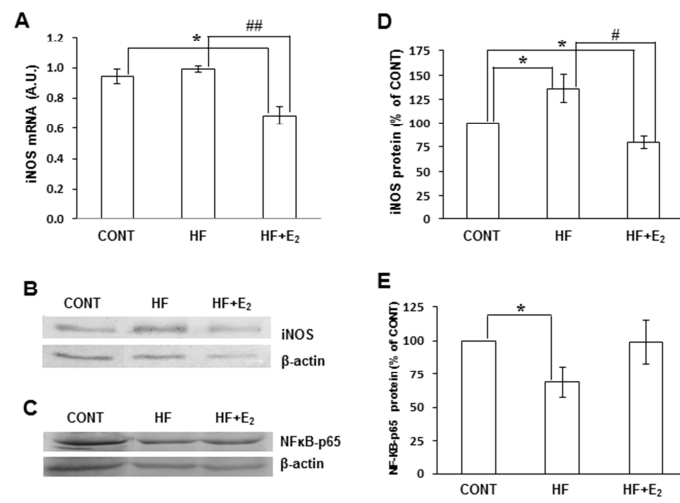 A
iNOS mRNA (A.U.)
1.2
1.0
0.8
0.6
0.4
0.2
0.0
*
##
CONT HF HF+E2
B
CONT HF HF+E2
iNOS
β-actin
C
CONT HF HF+E2
NFκB-p65
β-actin
D
iNOS protein (% of CONT)
175
150
125
100
75
50
25
0
*
*
#
CONT HF HF+E2
E
NF-KB-p65 protein (% of CONT)
125
100
75
50
25
0
*
CONT HF HF+E2